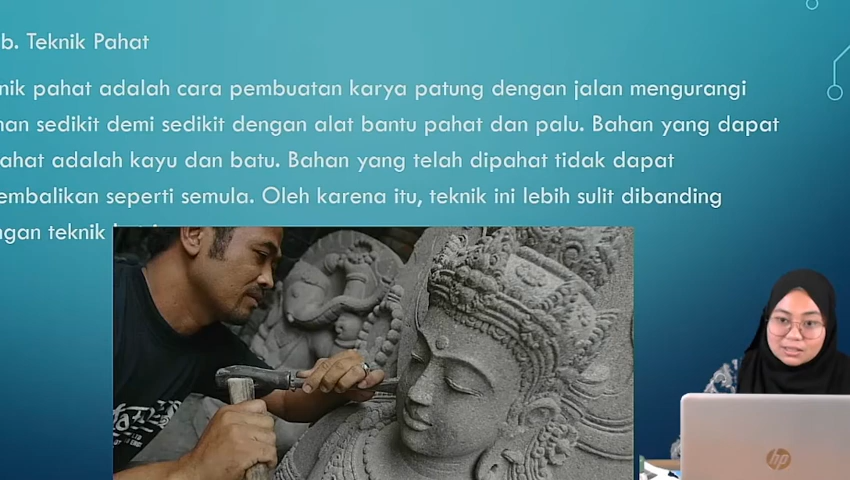 b. Teknik Pahat
nik pahat adalah cara pembuatan karya patung dengan jalan mengurangi
han sedikit demi sedikit dengan alat bantu pahat dan palu. Bahan yang dapat
ahat adalah kayu dan batu. Bahan yang telah dipahat tidak dapat
embalikan seperti semula. Oleh karena itu, teknik ini lebih sulit dibanding
ngan teknik
hp